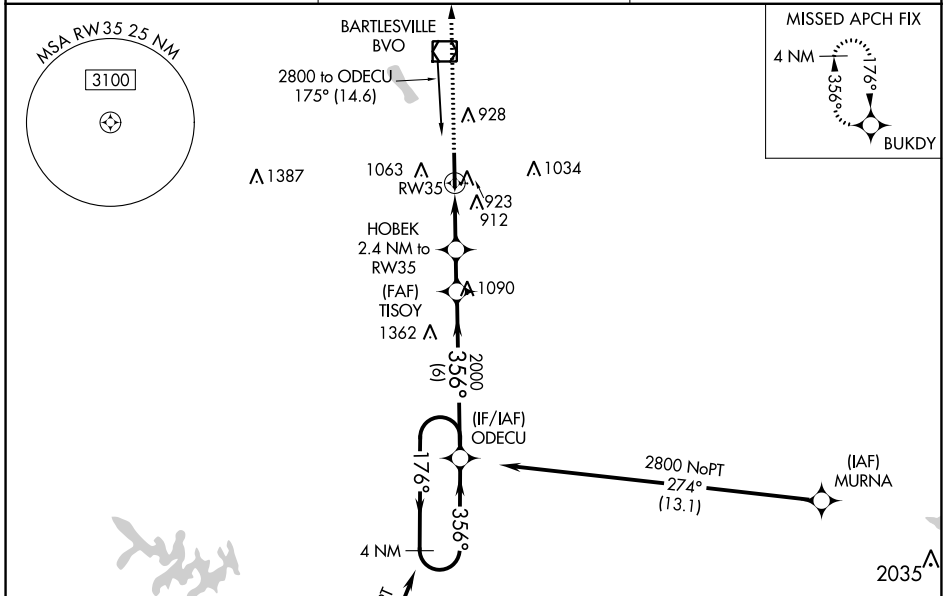 MSA RW35 25 NM
3100
BARTLESVILLE
BVO
2800 to ODECU
175° (14.6)
MISSED APCH FIX
4 NM
176°
356°
BUKDY
928
1387
1063
RW35
1034
923
912
HOBEK
2.4 NM to
RW35
(FAF)
TISOY
1090
1362
2000
356°
(6)
(IF/IAF)
ODECU
176°
356°
4 NM
2800 NoPT
274°
(13.1)
(IAF)
MURNA
2035